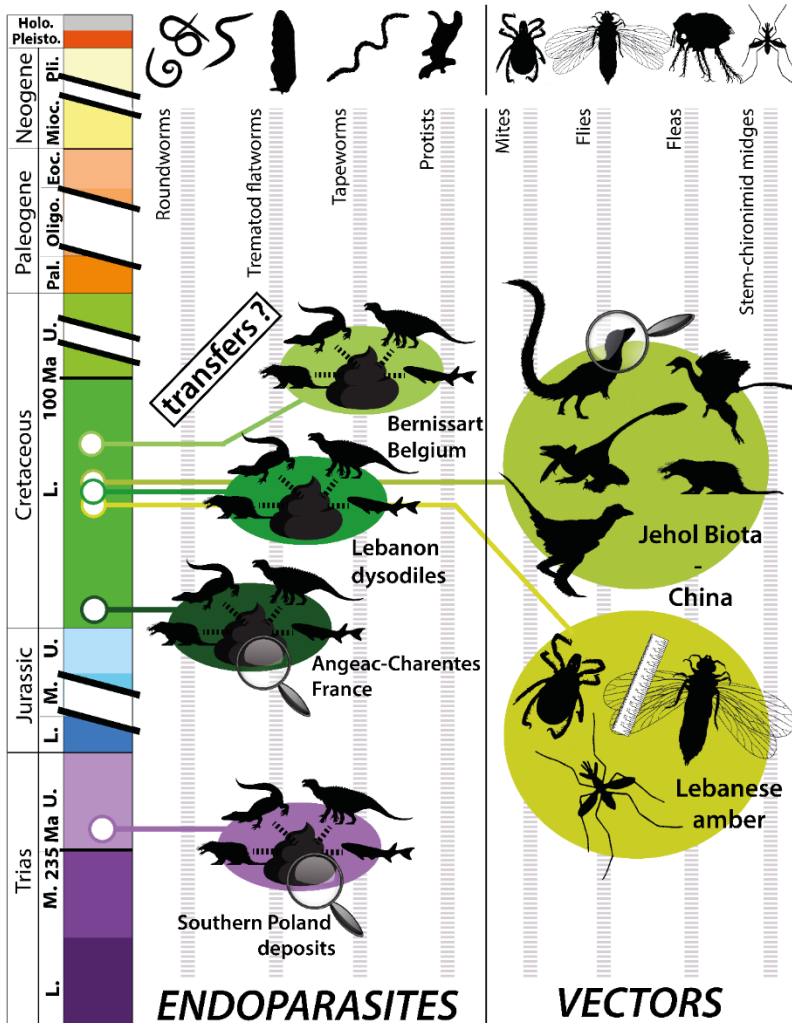 Holo.
Pleisto.
Neogene
Pli.
Mioc.
Paleogene
Eoc.
Oligo.
Pal.
Cretaceous
U.
100 Ma
L.
Jurassic
U.
M.
L.
Trias
U.
235 Ma
M.
L.
Roundworms
Trematod flatworms
Tapeworms
Protists
Mites
Flies
Fleas
Stem-chironimid midges
transfers ?
Bernissart
Belgium
Lebanon
dysodiles
Angeac-Charentes
France
Southern Poland
deposits
Jehol Biota
-
China
Lebanese
amber
ENDOPARASITES
VECTORS